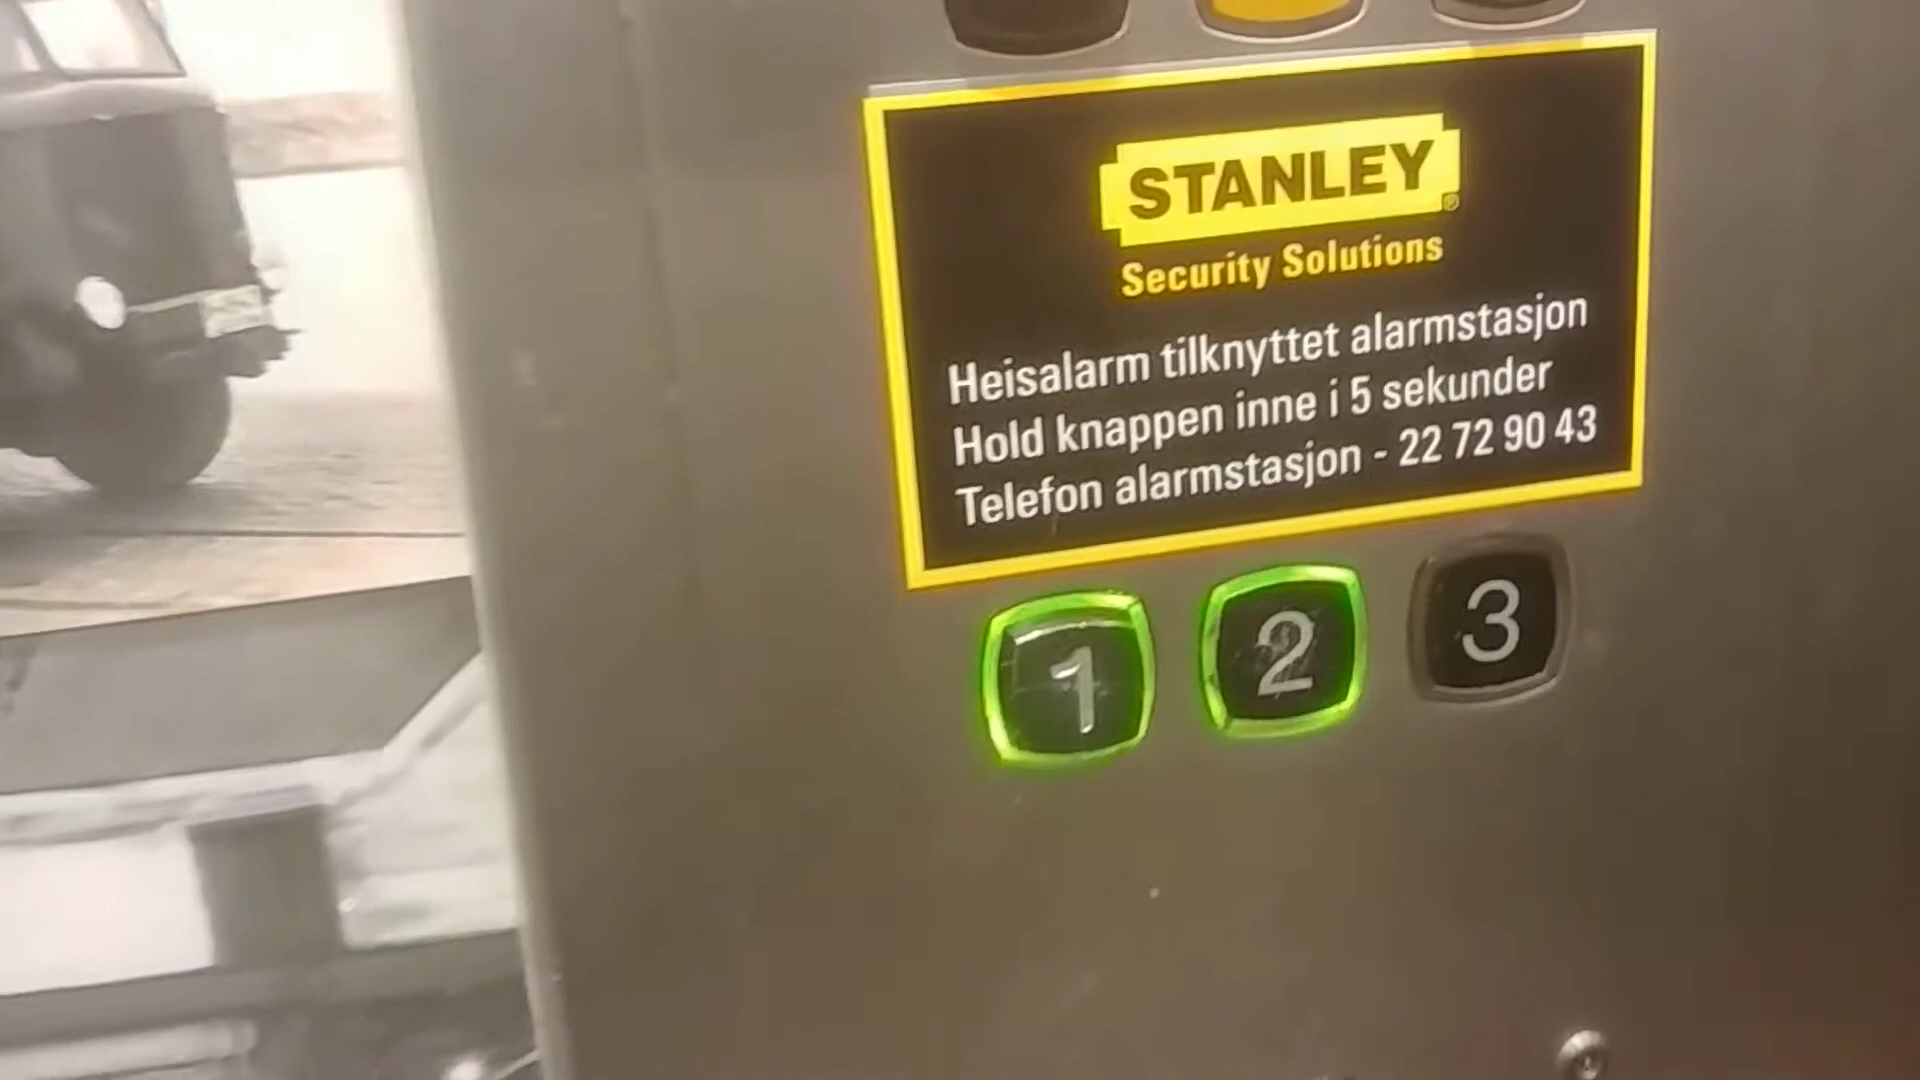 STANLEY®
Security Solutions
Heisalarm tilknyttet alarmstasjon
Hold knappen inne i 5 sekunder
Telefon alarmstasjon - 22 72 90 43
1 2 3